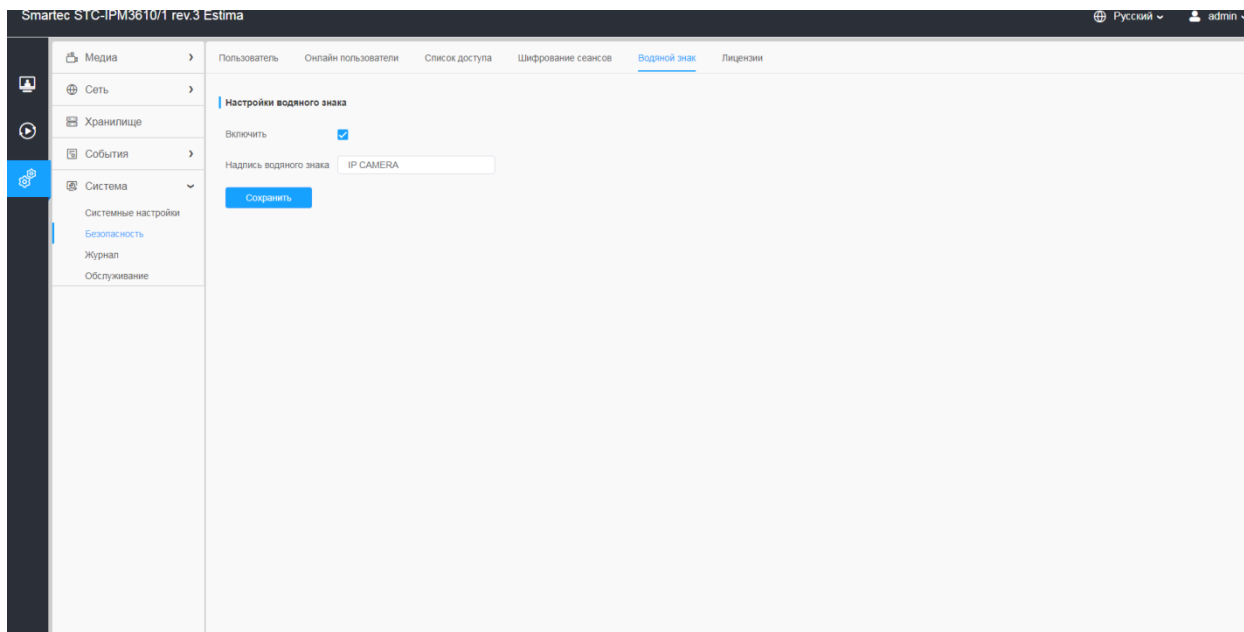 Smartec STC-IPM3610/1 rev.3 Estima
Русский
admin
Медиа
Сеть
Хранилище
События
Система
Системные настройки
Безопасность
Журнал
Обслуживание
Пользователь Онлайн пользователи Список доступа Шифрование сеансов Водяной знак Лицензии
Настройки водяного знака
Включить
Надпись водяного знака IP CAMERA
Сохранить